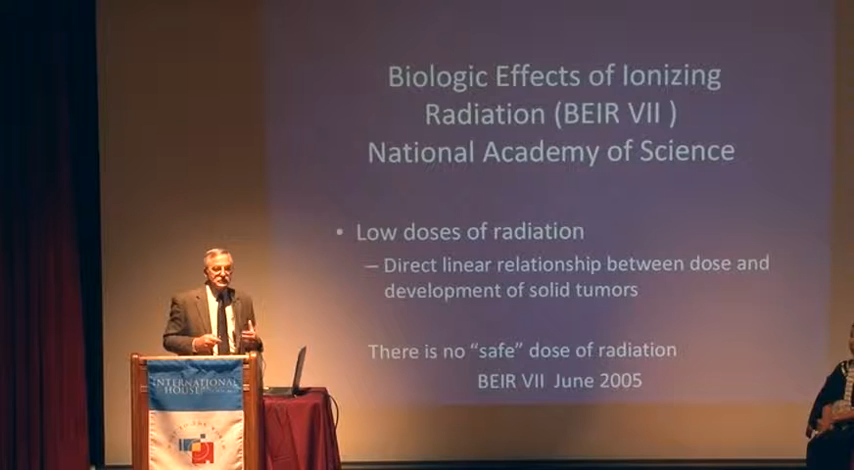 Biologic Effects of Ionizing
Radiation (BEIR VII )
National Academy of Science
• Low doses of radiation
– Direct linear relationship between dose and
development of solid tumors
There is no “safe” dose of radiation
BEIR VII June 2005
INTERNATIONAL
HOUSE